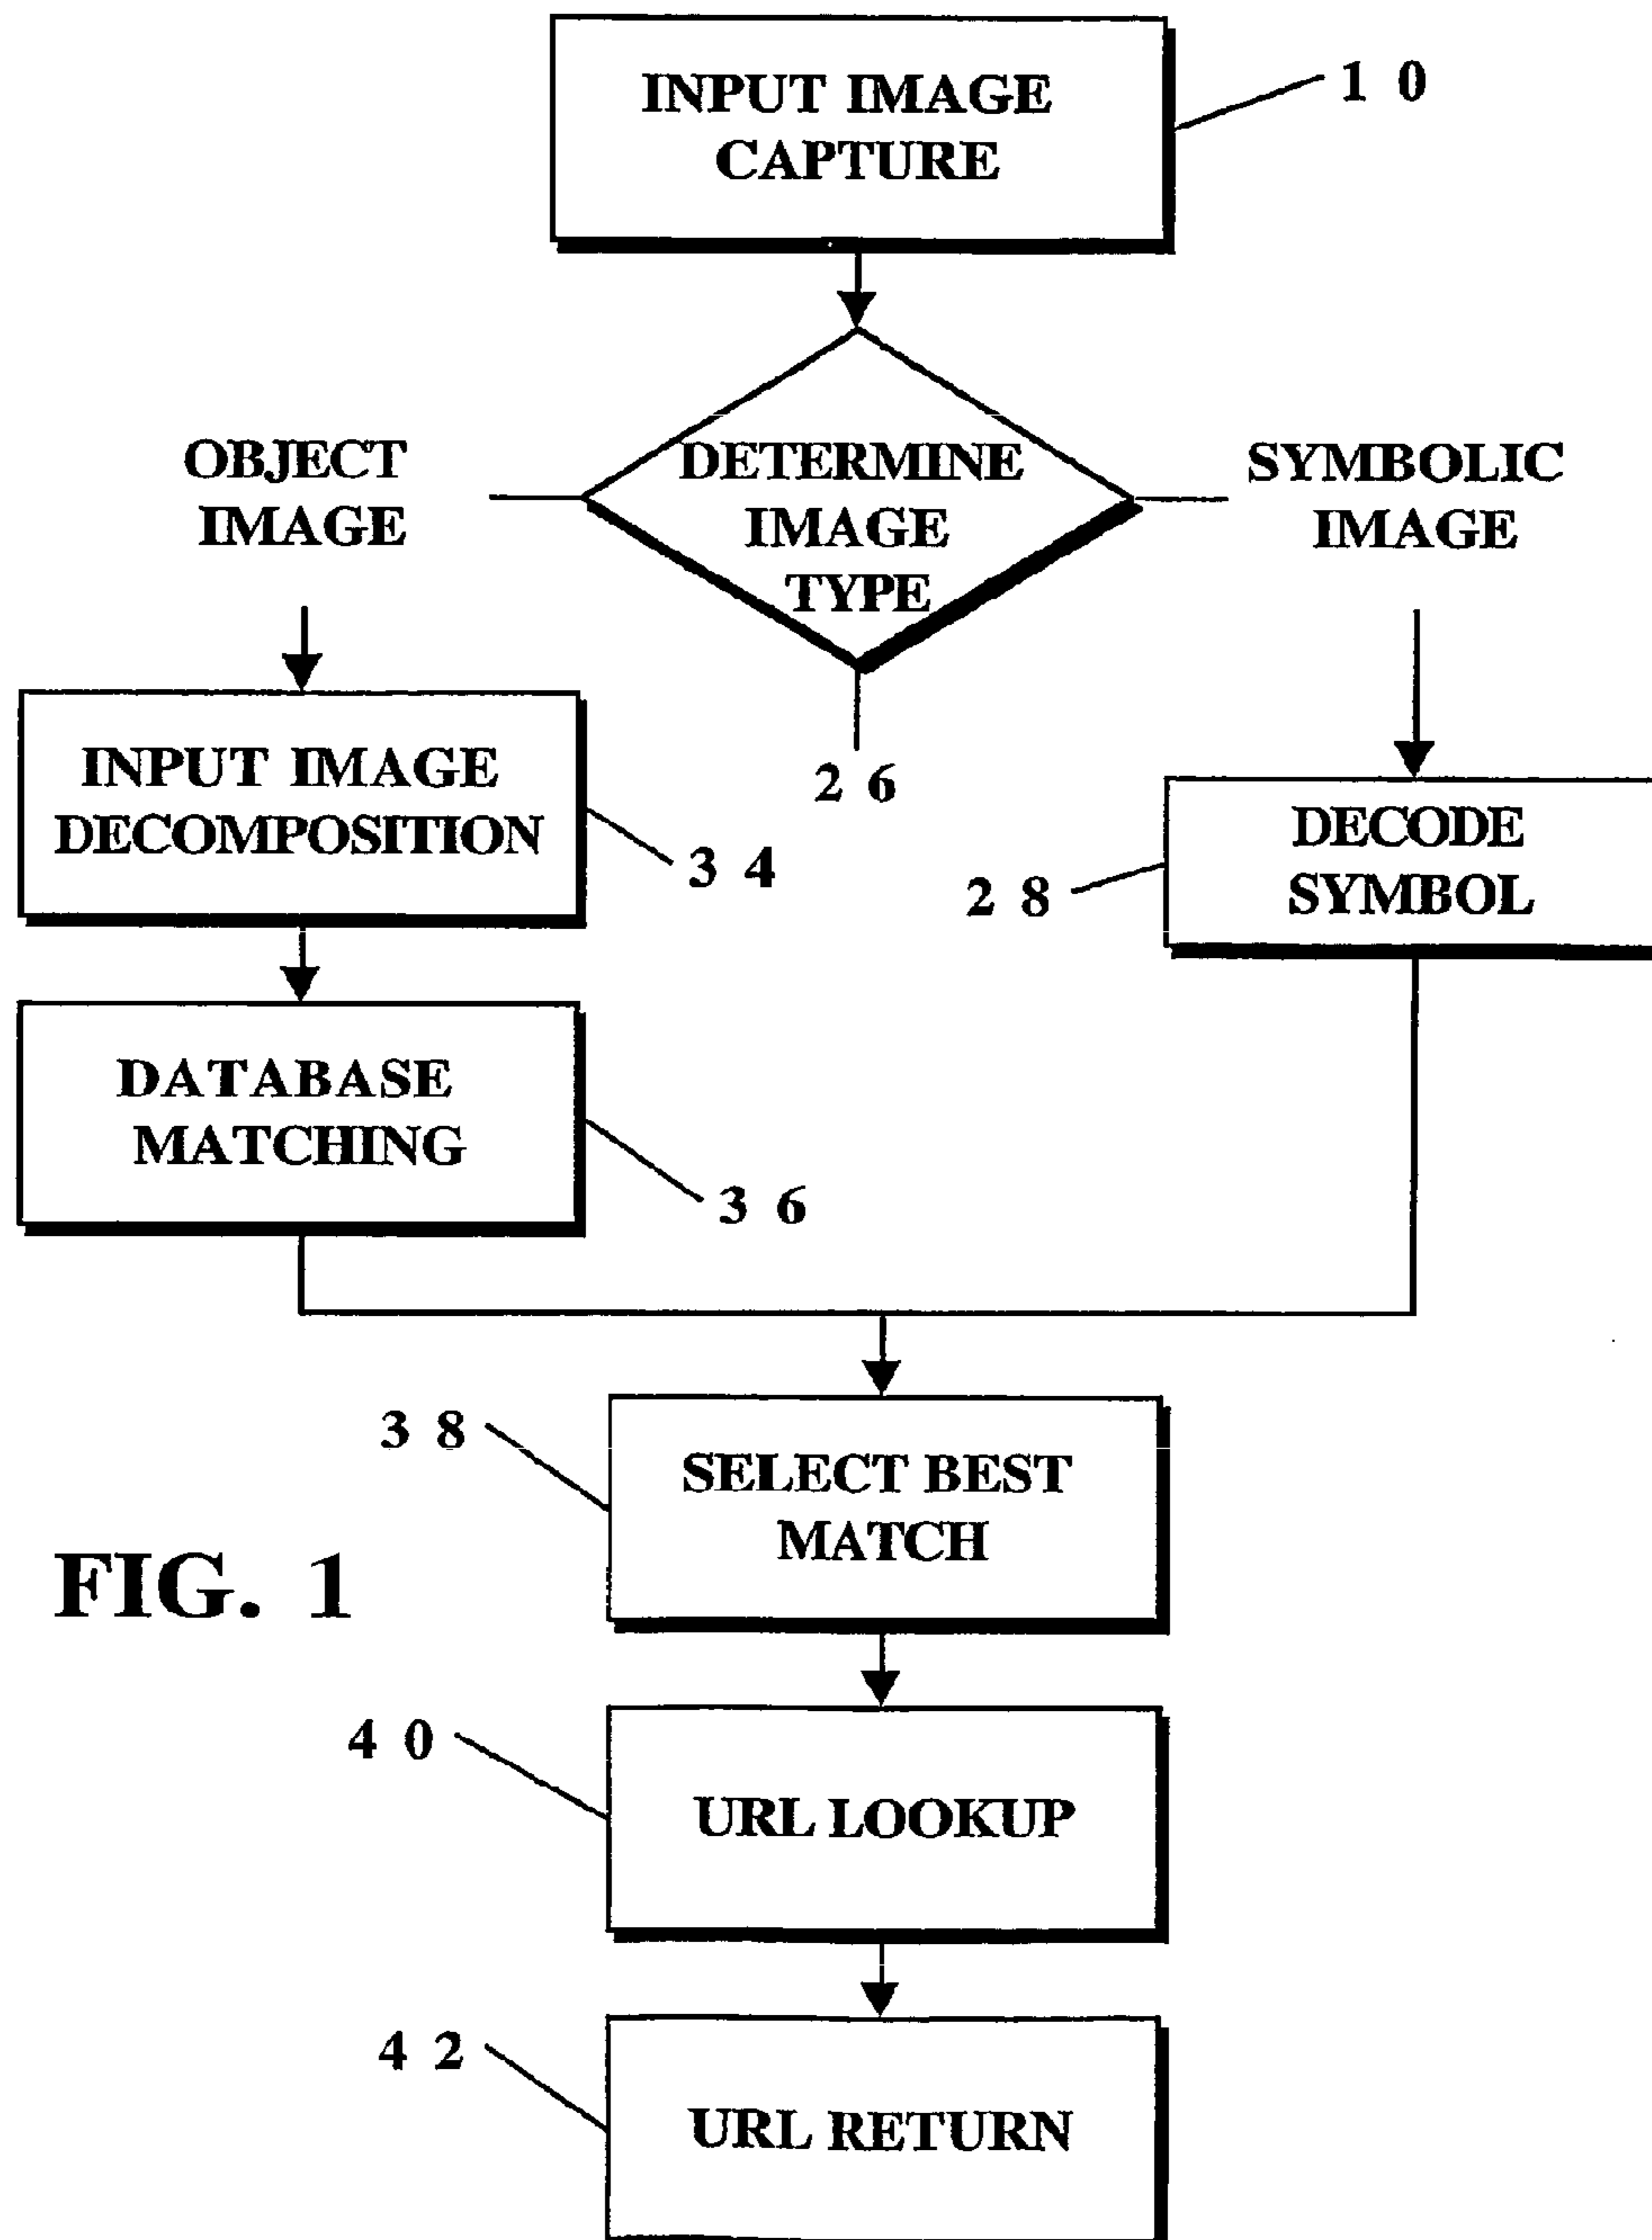 INPUT IMAGE
CAPTURE
1 0
OBJECT
IMAGE
DETERMINE
IMAGE
TYPE
SYMBOLIC
IMAGE
2 6
INPUT IMAGE
DECOMPOSITION
3 4
2 8
DECODE
SYMBOL
DATABASE
MATCHING
3 6
3 8
SELECT BEST
MATCH
FIG. 1
4 0
URL LOOKUP
4 2
URL RETURN